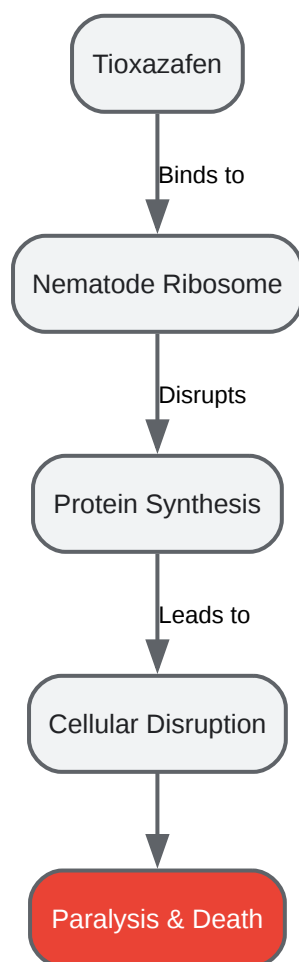 Tioxazafen
Binds to
Nematode Ribosome
Disrupts
Protein Synthesis
Leads to
Cellular Disruption
Paralysis & Death